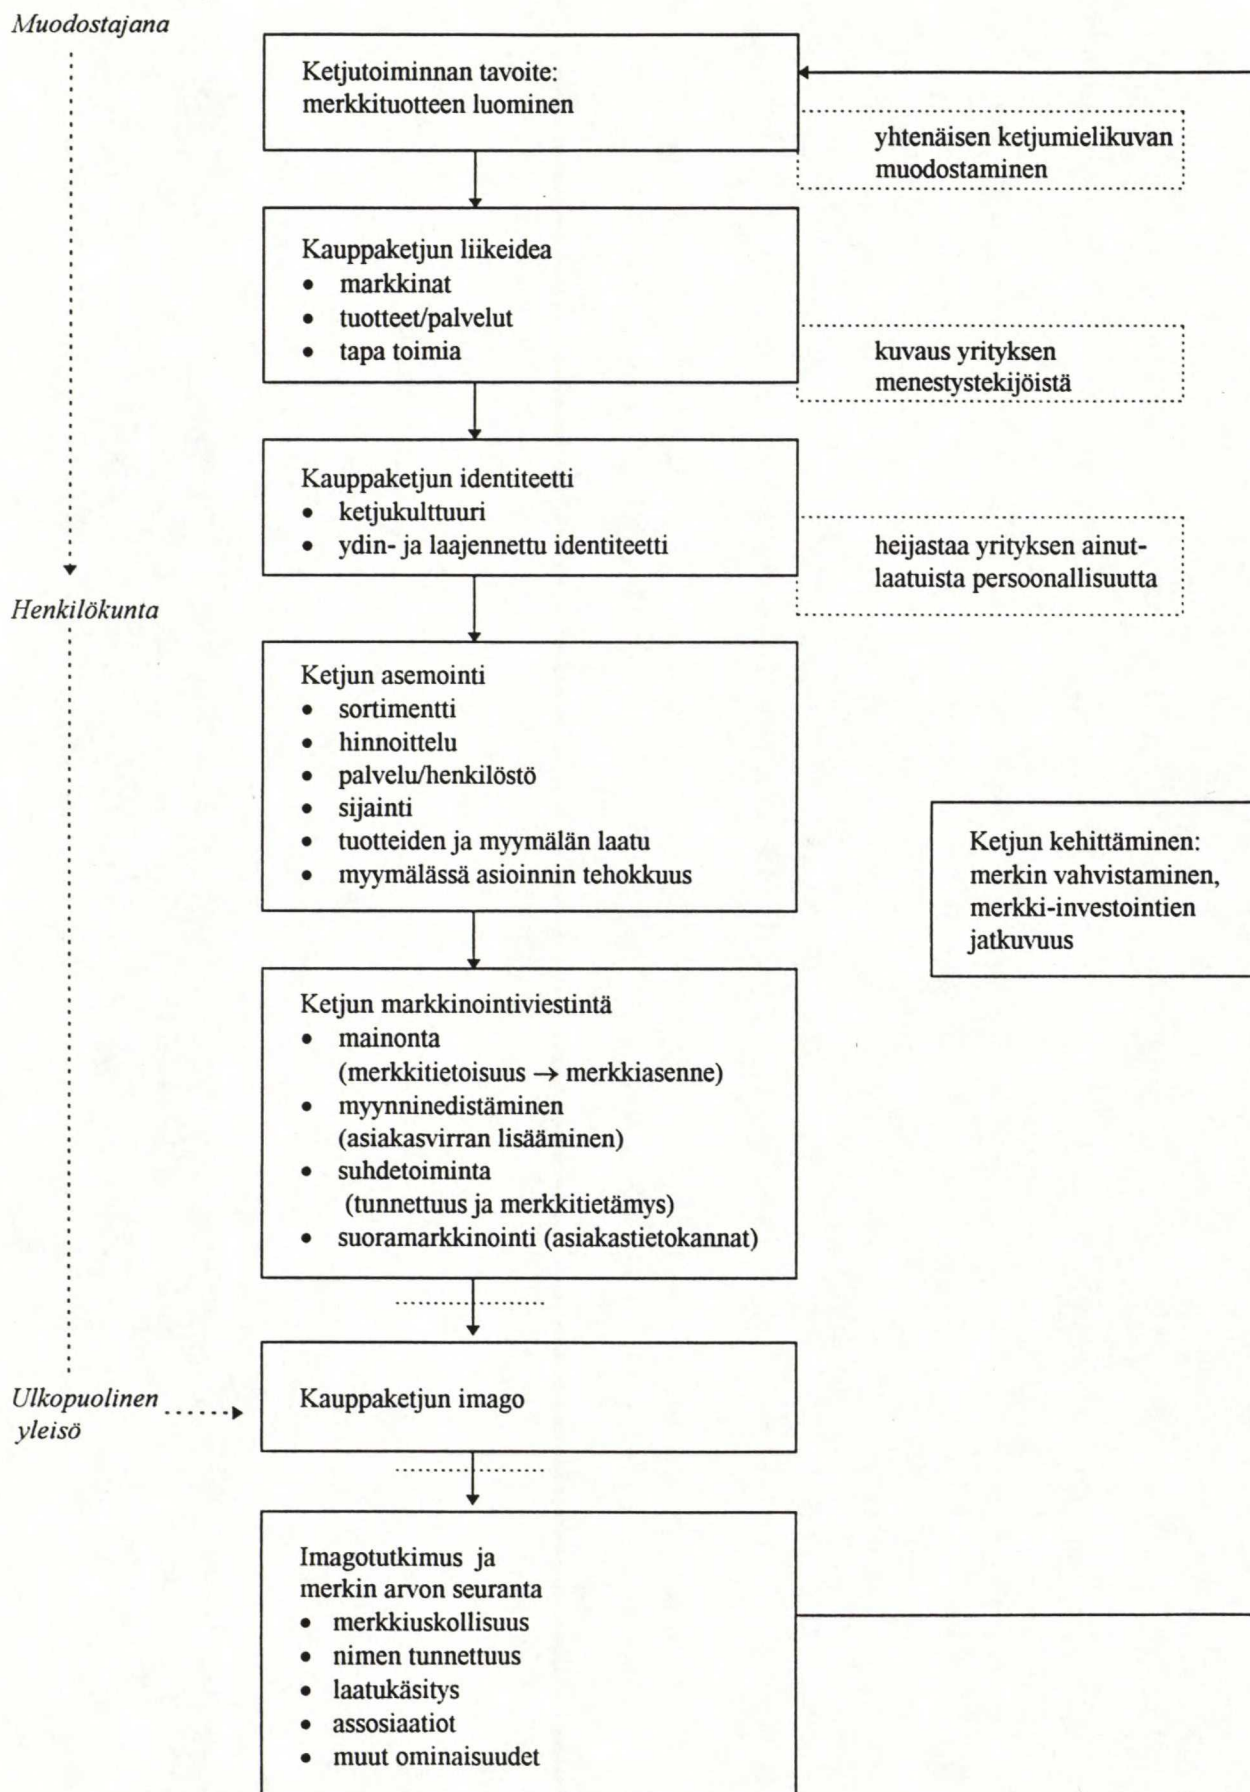 Muodostajana
Ketjutoiminnan tavoite:
merkkituotteen luominen
yhtenäisen ketjumielikuvan
muodostaminen
Kauppaketjun liikeidea
• markkinat
• tuotteet/palvelut
• tapa toimia
kuvaus yrityksen
menestystekijöistä
Kauppaketjun identiteetti
• ketjukulttuuri
• ydin- ja laajennettu identiteetti
heijastaa yrityksen ainut-
laatuista persoonallisuutta
Henkilökunta
Ketjun asemointi
• sortimentti
• hinnoittelu
• palvelu/henkilöstö
• sijainti
• tuotteiden ja myymälän laatu
• myymälässä asioinnin tehokkuus
Ketjun kehittäminen:
merkin vahvistaminen,
merkki-investointien
jatkuvuus
Ketjun markkinointiviestintä
• mainonta
(merkkitietoisuus → merkkiasenne)
• myynninedistäminen
(asiakasvirran lisääminen)
• suhdetoiminta
(tunnettuus ja merkkitietämys)
• suoramarkkinointi (asiakastietokannat)
Ulkopuolinen
yleisö
Kauppaketjun imago
Imagotutkimus ja
merkin arvon seuranta
• merkkiuskollisuus
• nimen tunnettuus
• laatukäsitys
• assosiaatiot
• muut ominaisuudet